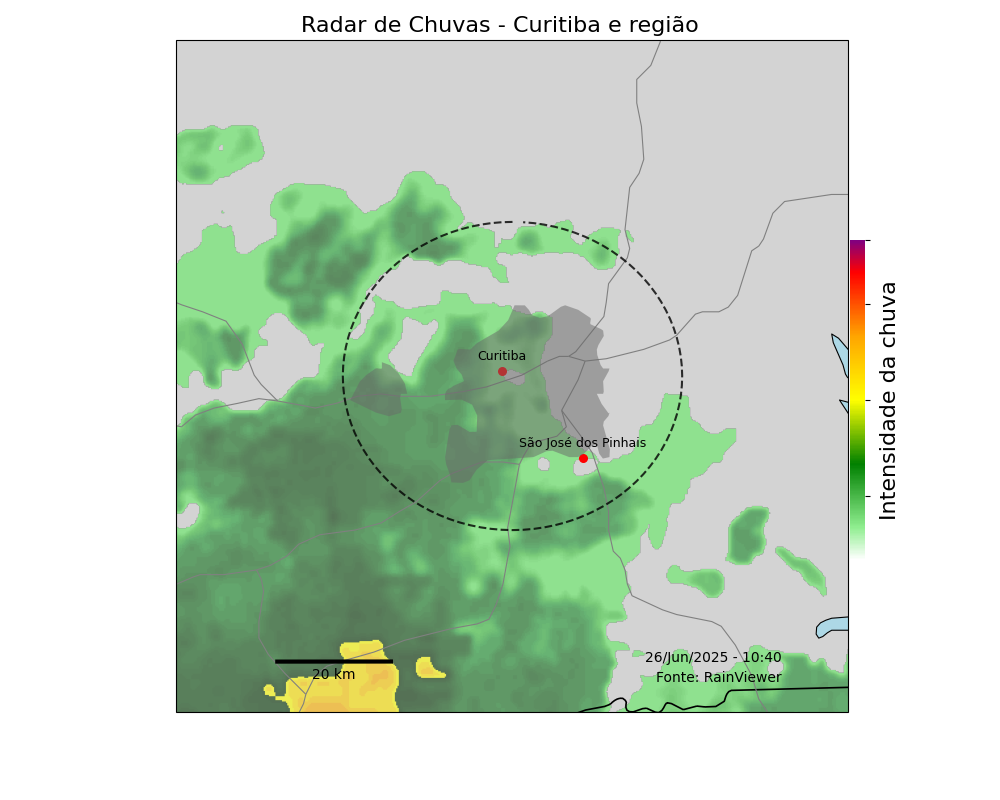 Radar de Chuvas - Curitiba e região
Curitiba
São José dos Pinhais
Intensidade da chuva
26/Jun/2025 - 10:40
20 km
Fonte: RainViewer